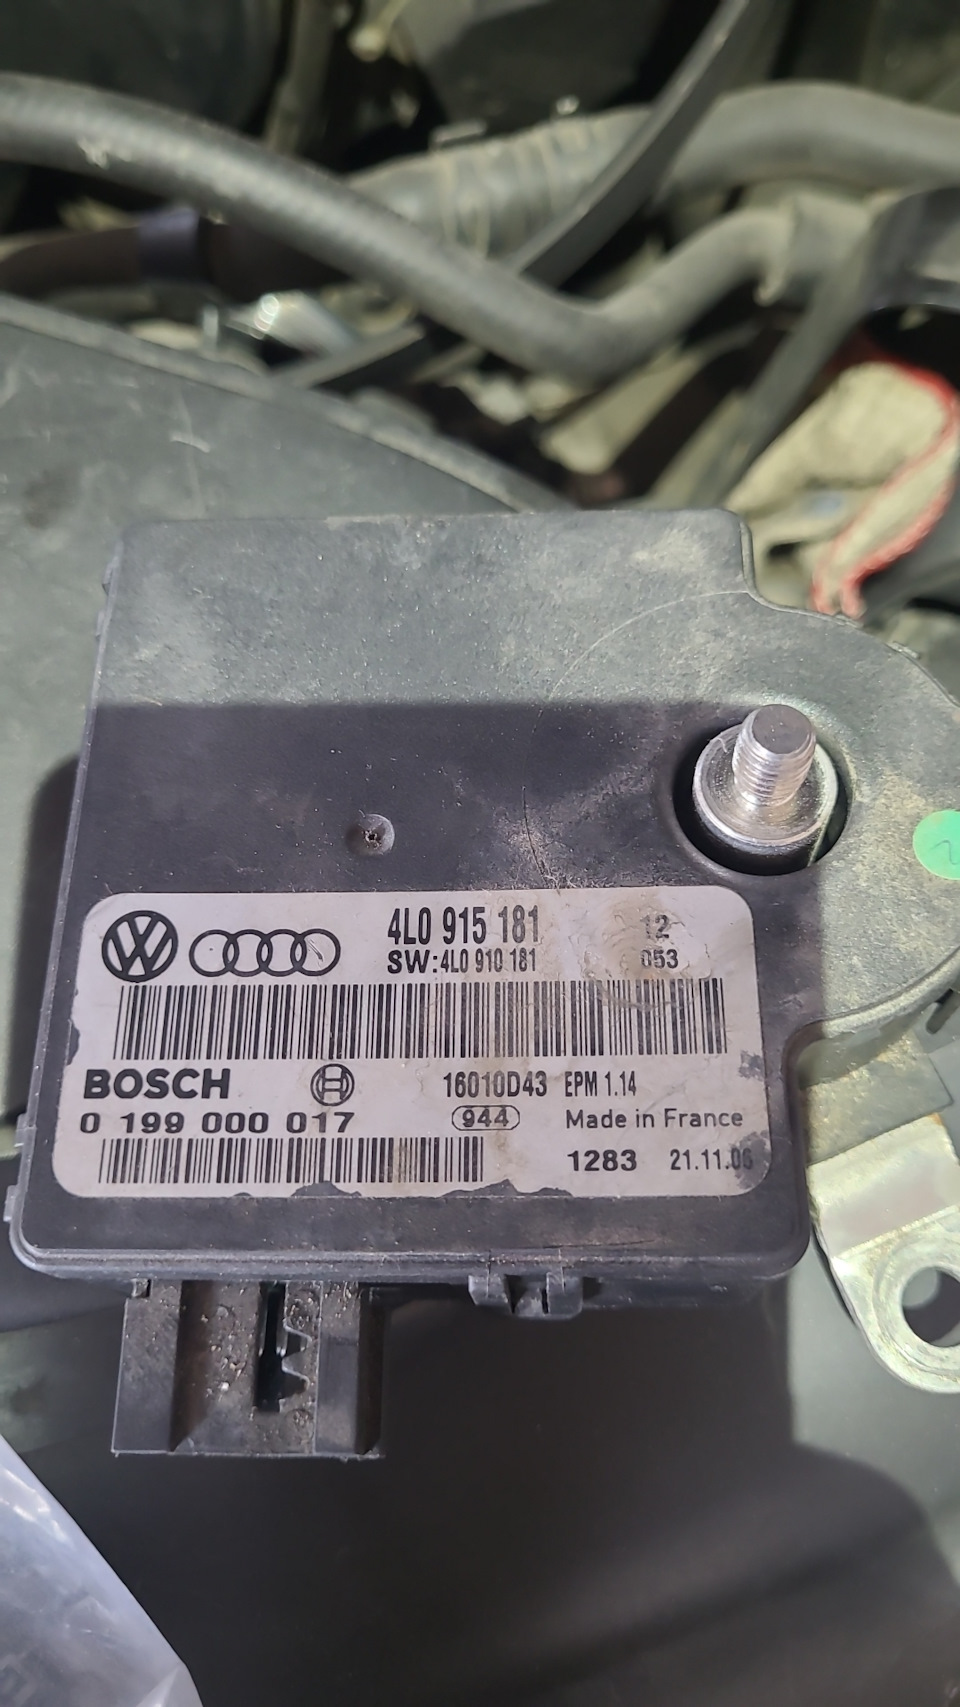 4L0 915 181 12
SW:4L0 910 181 053
BOSCH 16010D43 EPM 1.14
0 199 000 017 944 Made in France
1283 21.11.06